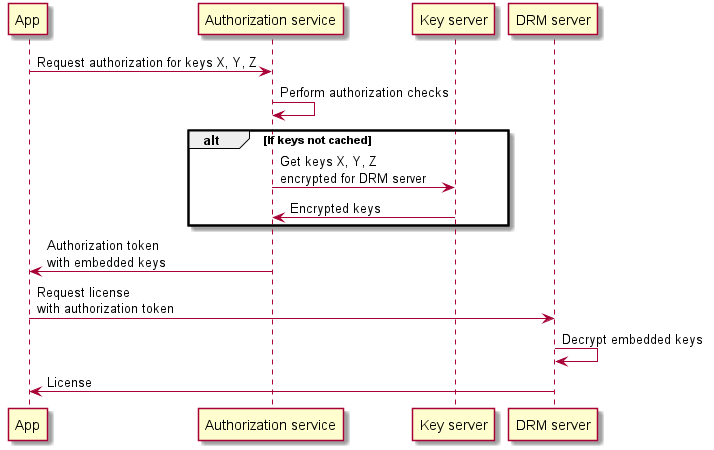 App
Authorization service
Key server
DRM server
Request authorization for keys X, Y, Z
Perform authorization checks
alt
[If keys not cached]
Get keys X, Y, Z
encrypted for DRM server
Encrypted keys
Authorization token
with embedded keys
Request license
with authorization token
Decrypt embedded keys
License
App
Authorization service
Key server
DRM server